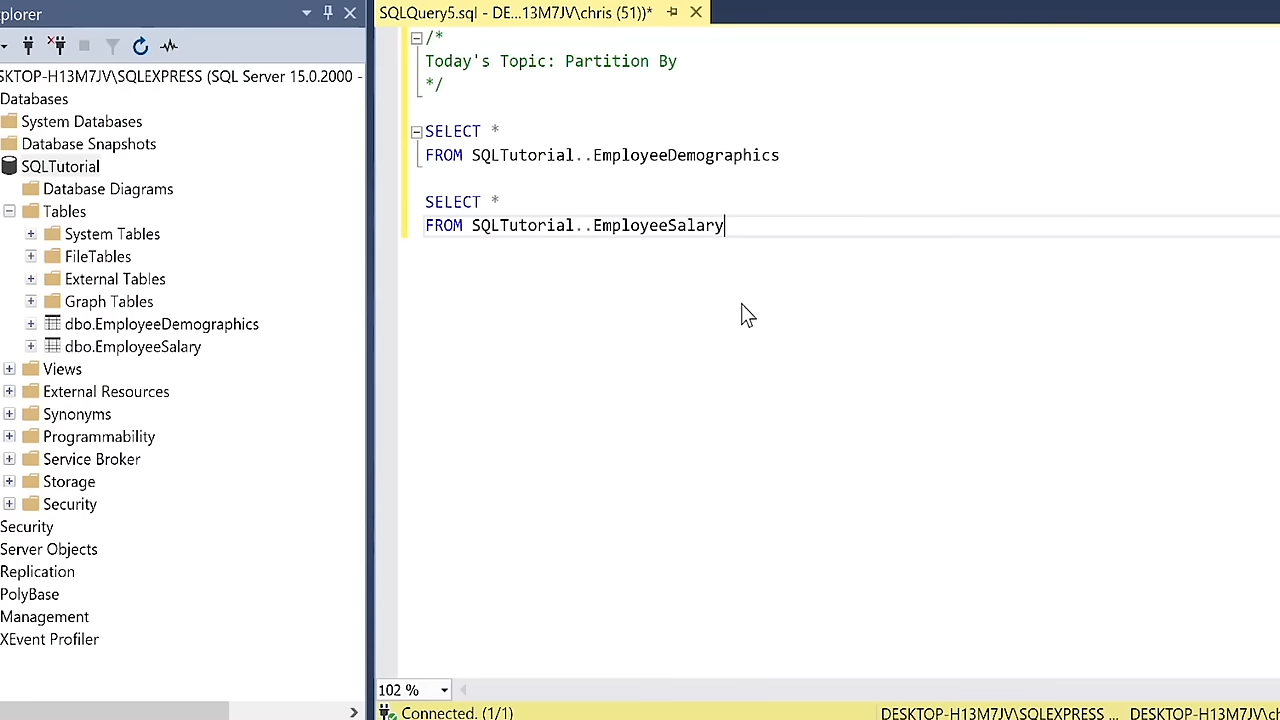 plorer
SKTOP-H13M7JV\SQLEXPRESS (SQL Server 15.0.2000 -
Databases
System Databases
Database Snapshots
SQLTutorial
Database Diagrams
Tables
System Tables
FileTables
External Tables
Graph Tables
dbo.EmployeeDemographics
dbo.EmployeeSalary
Views
External Resources
Synonyms
Programmability
Service Broker
Storage
Security
Security
Server Objects
Replication
PolyBase
Management
XEvent Profiler
SQLQuery5.sql - DE...13M7JV\chris (51))*
/*
Today's Topic: Partition By
*/
SELECT *
FROM SQLTutorial..EmployeeDemographics
SELECT *
FROM SQLTutorial..EmployeeSalary
102 %
Connected. (1/1)
DESKTOP-H13M7JV\SQLEXPRESS ...
DESKTOP-H13M7JV\ch